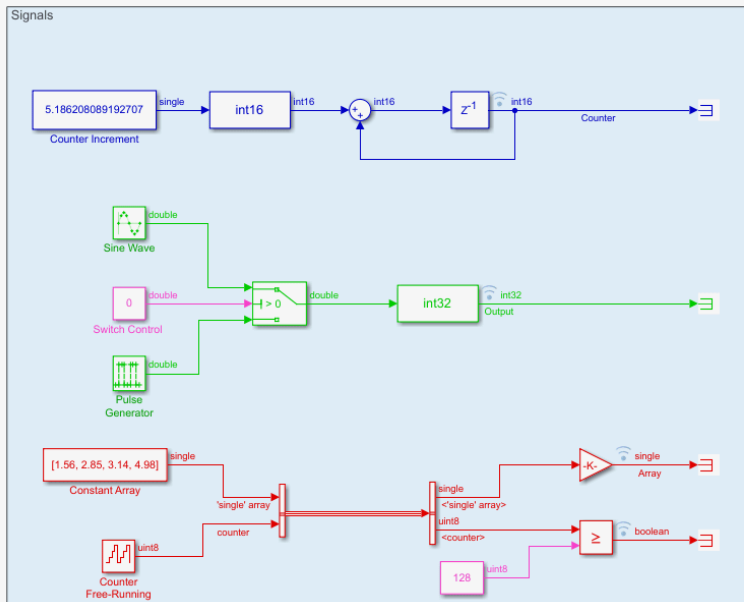 Signals
5.186208089192707
single
int16
int16
+
+
int16
Z-1
int16
Counter Increment
Counter
double
Sine Wave
double
0
> 0
double
int32
int32
Switch Control
Output
double
Pulse
Generator
[1.56, 2.85, 3.14, 4.98]
single
single
-K-
single
Constant Array
'single' array
<'single' array>
Array
uint8
counter
<counter>
≥
boolean
uint8
128
uint8
Counter
Free-Running